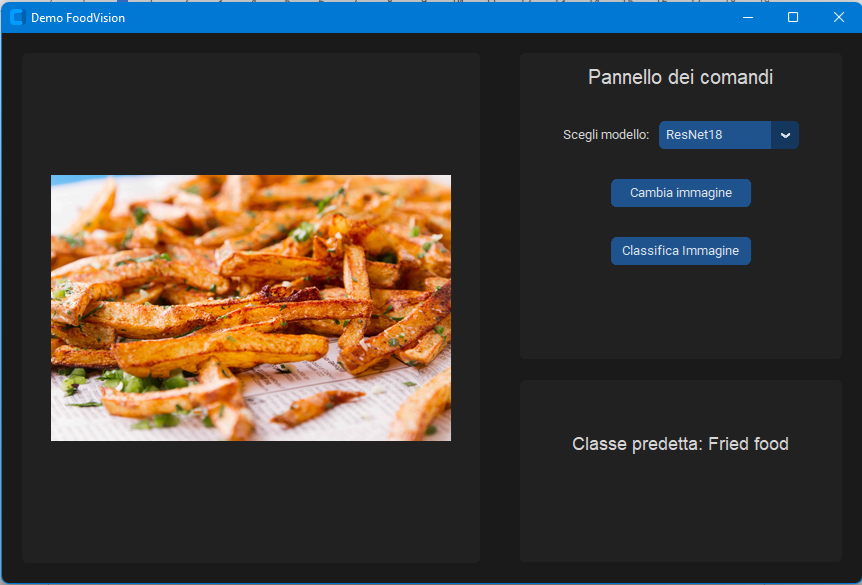 Demo FoodVision
Pannello dei comandi
Scegli modello: ResNet18
Cambia immagine
Classifica Immagine
Classe predetta: Fried food